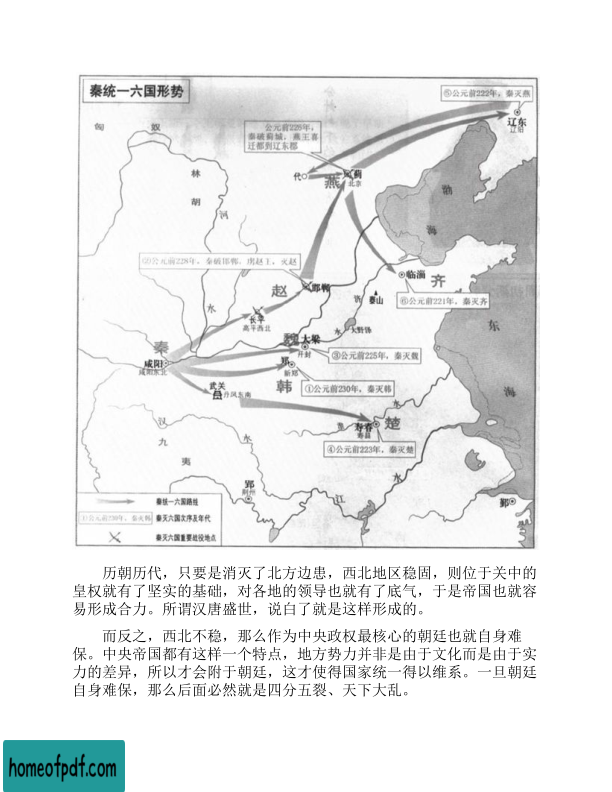 秦统一六国形势
⑤公元前222年，秦灭燕
辽东
辽阳
匈 奴
公元前226年，
秦破蓟城，燕王喜
迁都到辽东郡
代
燕
蓟
北京
林
胡
河
渤
海
②公元前228年，秦破邯郸，虏赵王，灭赵
赵
邯郸
临淄
齐
济
泰山
⑥公元前221年，秦灭齐
水
长平
高平西北
大野泽
东
海
秦
咸阳
咸阳东北
魏
大梁
开封
③公元前225年，秦灭魏
郑
新郑
韩
①公元前230年，秦灭韩
武关
丹凤东南
水
楚
寿春
寿县
④公元前223年，秦灭楚
汉
水
九
夷
郢
荆州
江
水
鄞
秦统一六国路线
①公元前230年，秦灭韩
秦灭六国次序及年代
秦灭六国重要战役地点
历朝历代，只要是消灭了北方边患，西北地区稳固，则位于关中的
皇权就有了坚实的基础，对各地的领导也就有了底气，于是帝国也就容
易形成合力。所谓汉唐盛世，说白了就是这样形成的。
而反之，西北不稳，那么作为中央政权最核心的朝廷也就自身难
保。中央帝国都有这样一个特点，地方势力并非是由于文化而是由于实
力的差异，所以才会附于朝廷，这才使得国家统一得以维系。一旦朝廷
自身难保，那么后面必然就是四分五裂、天下大乱。
homeofpdf.com